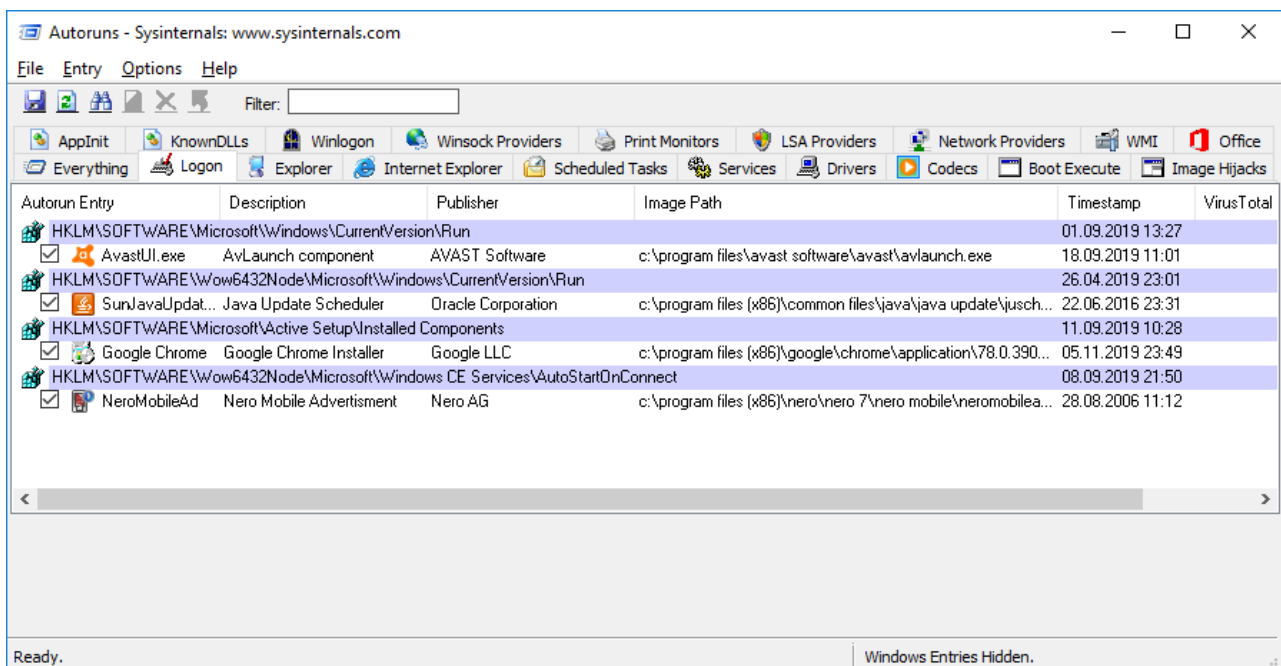 Autoruns - Sysinternals: www.sysinternals.com
File Entry Options Help
Filter:
AppInit KnownDLLs Winlogon Winsock Providers Print Monitors LSA Providers Network Providers WMI Office
Everything Logon Explorer Internet Explorer Scheduled Tasks Services Drivers Codecs Boot Execute Image Hijacks
Autorun Entry Description Publisher Image Path Timestamp VirusTotal
HKLM\SOFTWARE\Microsoft\Windows\CurrentVersion\Run 01.09.2019 13:27
AvastUI.exe AvLaunch component AVAST Software c:\program files\avast software\avast\avlaunch.exe 18.09.2019 11:01
HKLM\SOFTWARE\Wow6432Node\Microsoft\Windows\CurrentVersion\Run 26.04.2019 23:01
SunJavaUpdat... Java Update Scheduler Oracle Corporation c:\program files (x86)\common files\java\java update\jusch... 22.06.2016 23:31
HKLM\SOFTWARE\Microsoft\Active Setup\Installed Components 11.09.2019 10:28
Google Chrome Google Chrome Installer Google LLC c:\program files (x86)\google\chrome\application\78.0.390... 05.11.2019 23:49
HKLM\SOFTWARE\Wow6432Node\Microsoft\Windows CE Services\AutoStartOnConnect 08.09.2019 21:50
NeroMobileAd Nero Mobile Advertisment Nero AG c:\program files (x86)\nero\nero 7\nero mobile\neromobilea... 28.08.2006 11:12
Ready. Windows Entries Hidden.